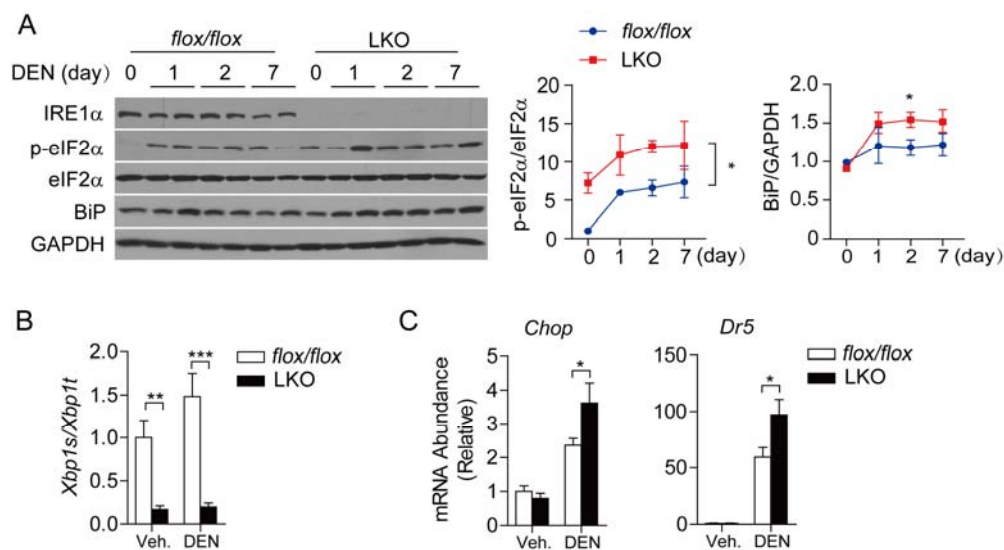 A
flox/flox LKO
DEN (day) 0 1 2 7 0 1 2 7
IRE1α
p-eIF2α
eIF2α
BiP
GAPDH
flox/flox
LKO
p-eIF2α/eIF2α
20
15
10
5
0
*
0 1 2 7 (day)
BiP/GAPDH
2.0
1.5
1.0
0.5
0.0
*
0 1 2 7 (day)
B
Xbp1s/Xbp1t
2.0
1.5
1.0
0.5
0.0
**
***
Veh. DEN
flox/flox
LKO
C
Chop
mRNA Abundance
(Relative)
5
4
3
2
1
0
*
Veh. DEN
Dr5
150
100
50
0
*
Veh. DEN
flox/flox
LKO